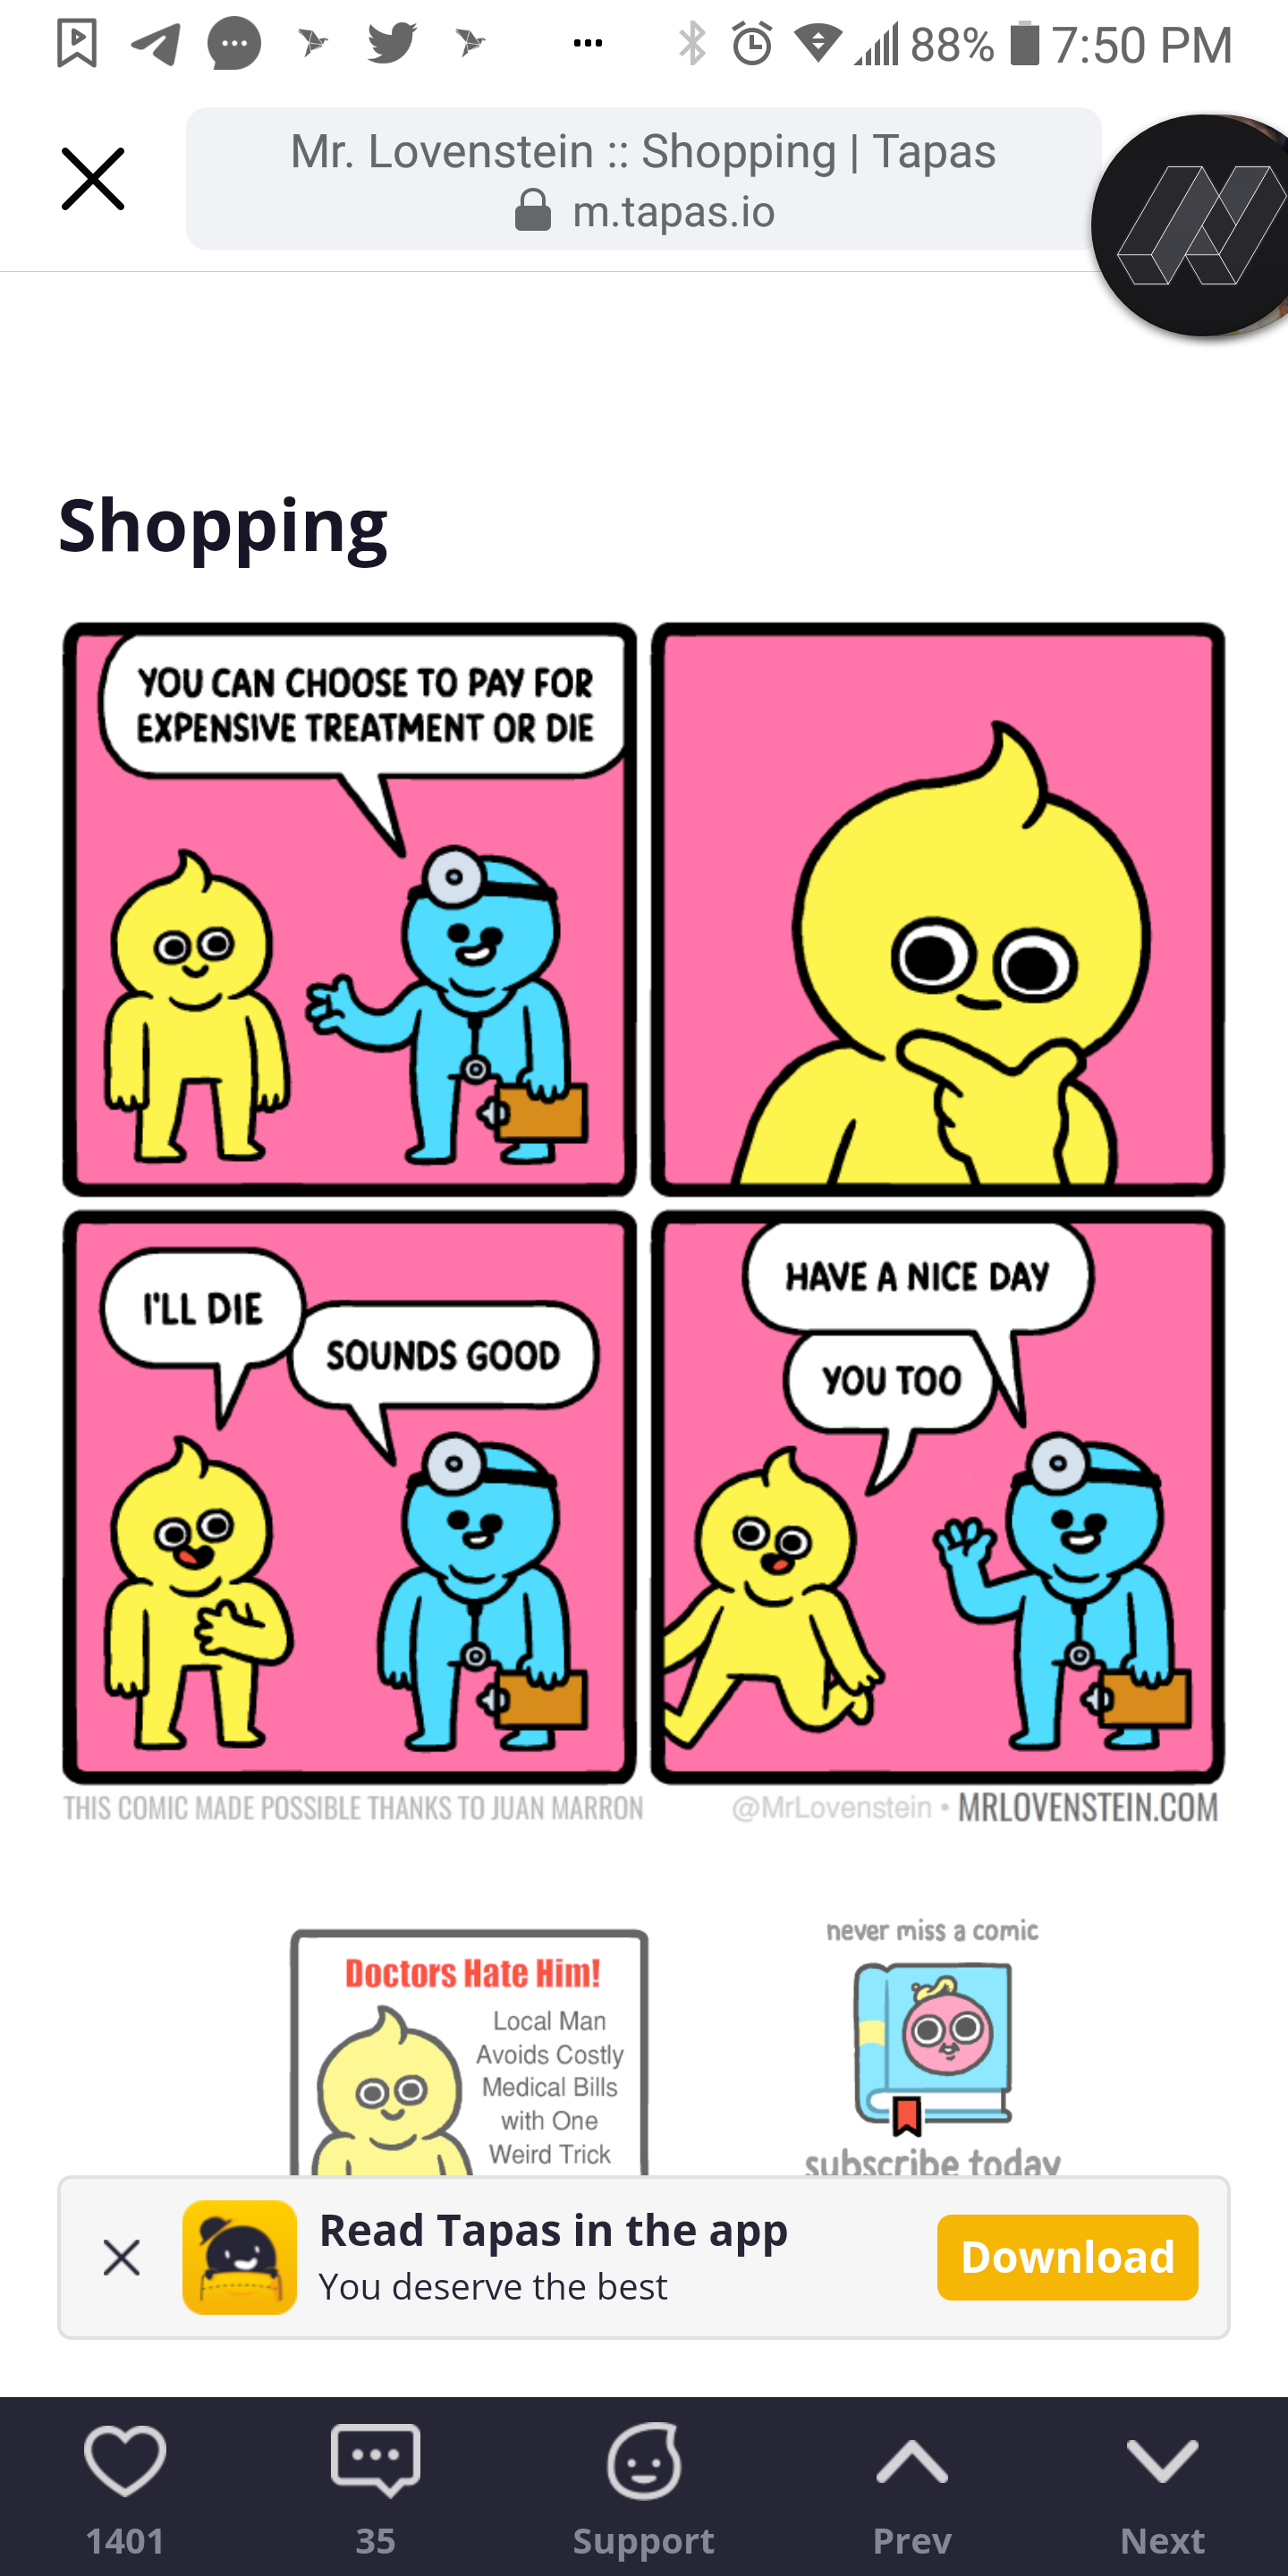 88% 7:50 PM
Mr. Lovenstein :: Shopping | Tapas
m.tapas.io
Shopping
YOU CAN CHOOSE TO PAY FOR
EXPENSIVE TREATMENT OR DIE
I'LL DIE
SOUNDS GOOD
HAVE A NICE DAY
YOU TOO
THIS COMIC MADE POSSIBLE THANKS TO JUAN MARRON
@MrLovenstein • MRLOVENSTEIN.COM
Doctors Hate Him!
Local Man
Avoids Costly
Medical Bills
with One
Weird Trick
never miss a comic
subscribe today
Read Tapas in the app
You deserve the best
Download
1401
35
Support
Prev
Next